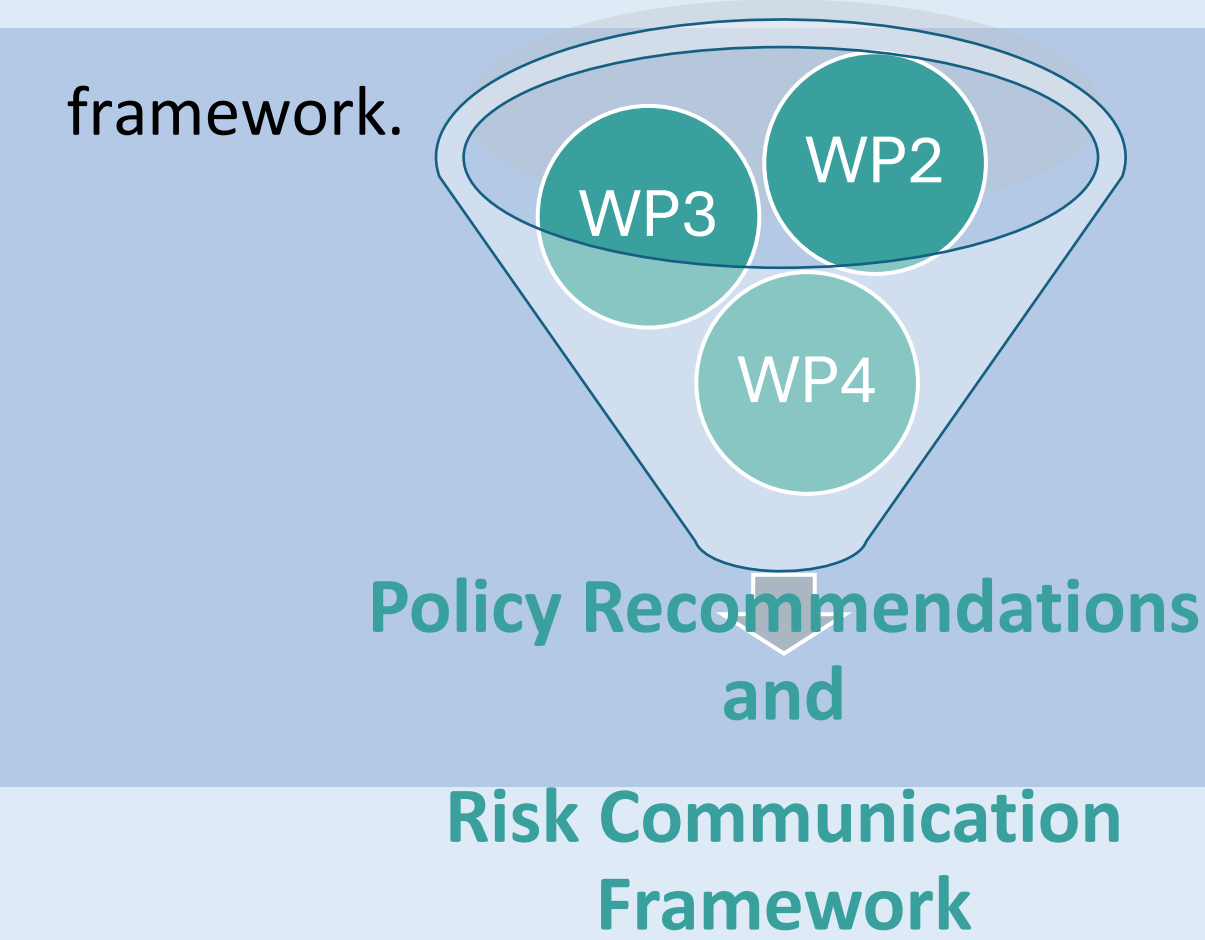 framework.
WP2
WP3
WP4
Policy Recommendations
and
Risk Communication
Framework